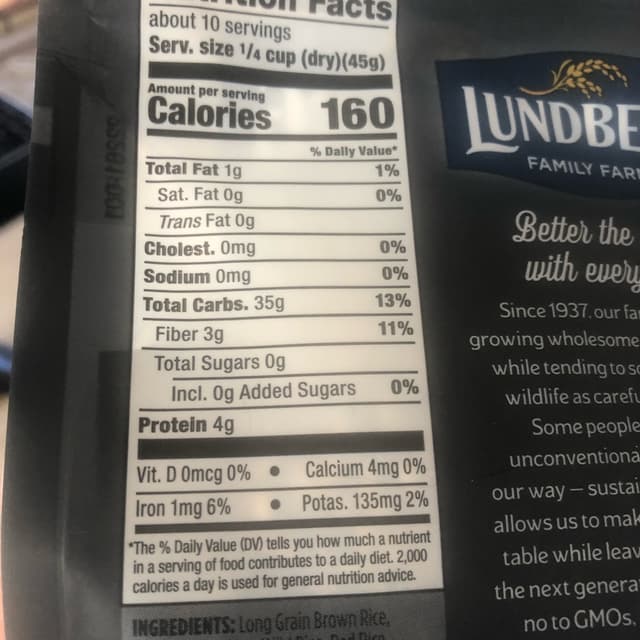 Facts
about 10 servings
Serv. size 1/4 cup (dry)(45g)
Amount per serving
Calories 160
% Daily Value*
Total Fat 1g 1%
Sat. Fat 0g 0%
Trans Fat 0g
Cholest. 0mg 0%
Sodium 0mg 0%
Total Carbs. 35g 13%
Fiber 3g 11%
Total Sugars 0g
Incl. 0g Added Sugars 0%
Protein 4g
Vit. D 0mcg 0% • Calcium 4mg 0%
Iron 1mg 6% • Potas. 135mg 2%
*The % Daily Value (DV) tells you how much a nutrient
in a serving of food contributes to a daily diet. 2,000
calories a day is used for general nutrition advice.
INGREDIENTS: Long Grain Brown Rice,
LUNDBE
FAMILY FAR
Better the
with every
Since 1937, our fa
growing wholesome
while tending to so
wildlife as carefu
Some people
unconventiona
our way – sustai
allows us to mak
table while leav
the next genera
no to GMOs.